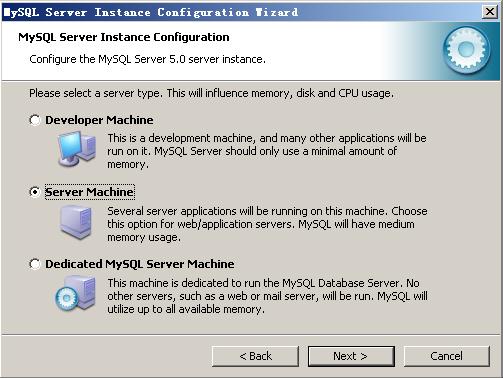 MySQL Server Instance Configuration Wizard
MySQL Server Instance Configuration
Configure the MySQL Server 5.0 server instance.
Please select a server type. This will influence memory, disk and CPU usage.
Developer Machine
This is a development machine, and many other applications will be
run on it. MySQL Server should only use a minimal amount of
memory.
Server Machine
Several server applications will be running on this machine. Choose
this option for web/application servers. MySQL will have medium
memory usage.
Dedicated MySQL Server Machine
This machine is dedicated to run the MySQL Database Server. No
other servers, such as a web or mail server, will be run. MySQL will
utilize up to all available memory.
< Back
Next >
Cancel